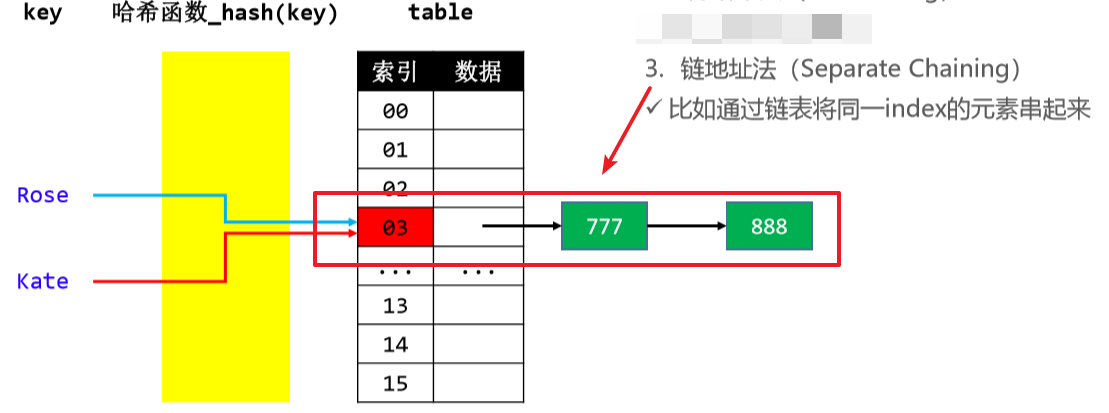 key 哈希函数_hash(key) table
索引 数据
00
01
02
Rose
03
777
888
Kate
... ...
13
14
15
3. 链地址法（Separate Chaining）
✓ 比如通过链表将同一index的元素串起来